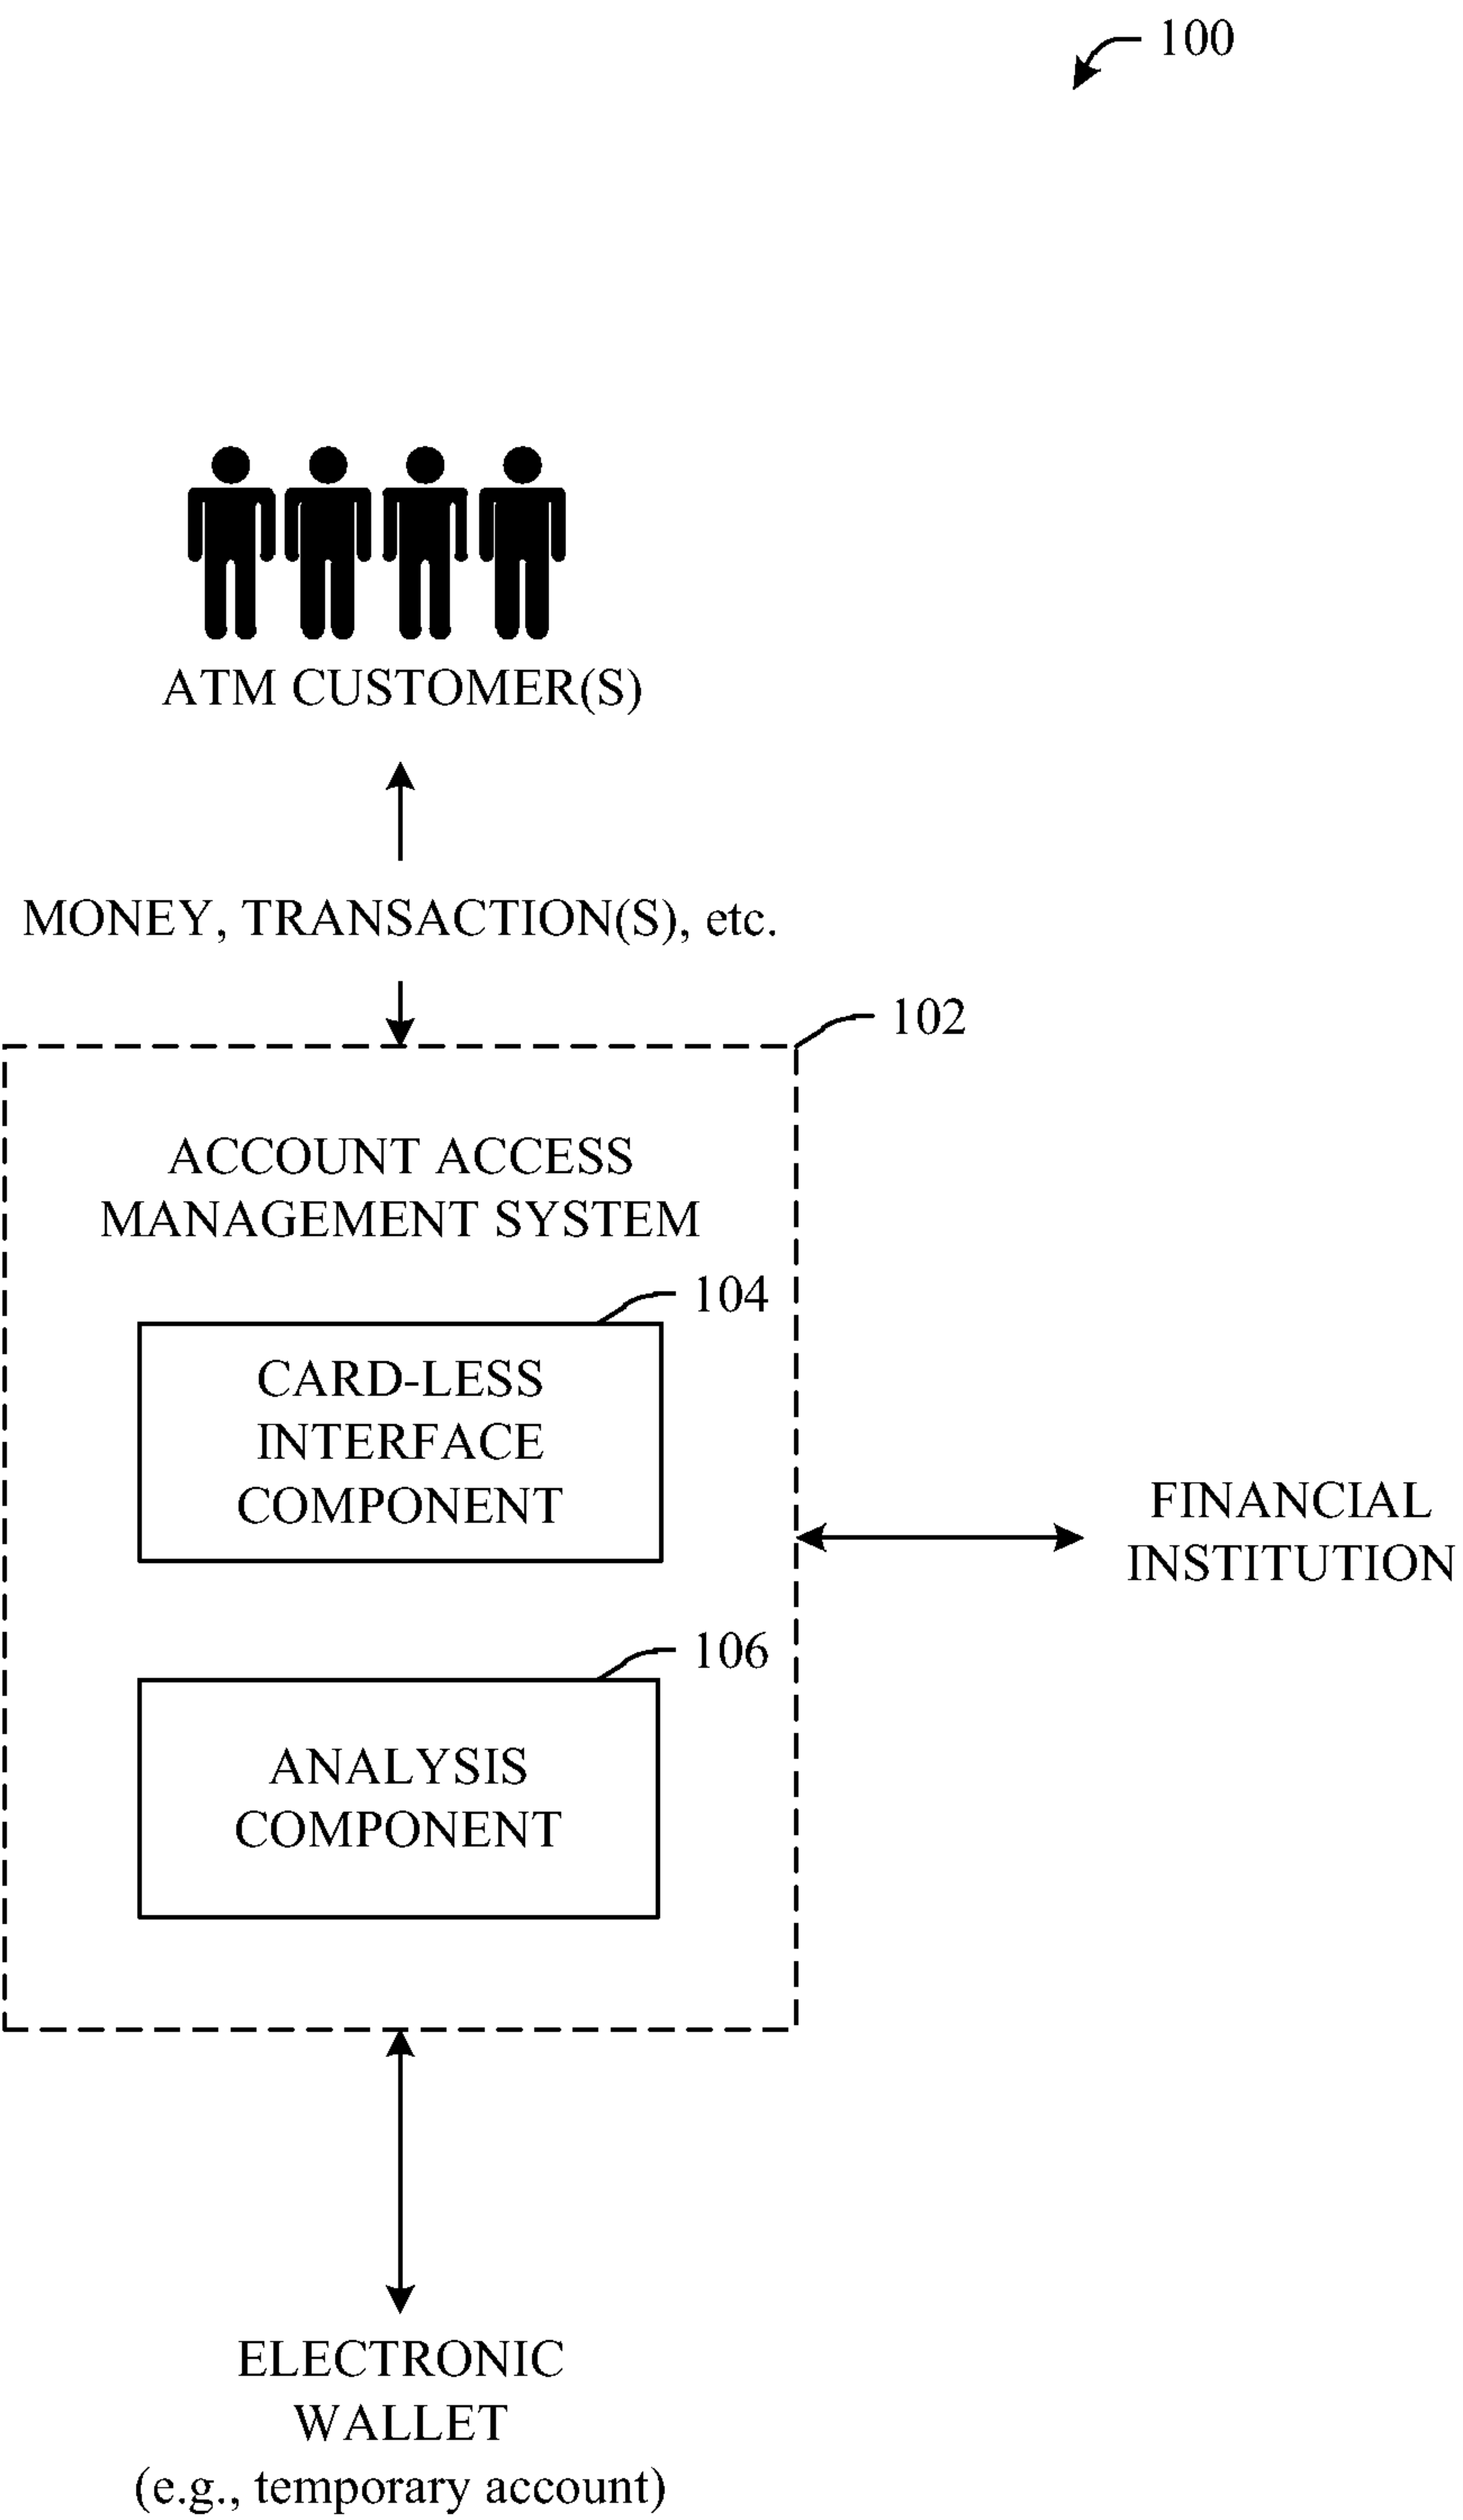 100
ATM CUSTOMER(S)
MONEY, TRANSACTION(S), etc.
102
ACCOUNT ACCESS
MANAGEMENT SYSTEM
104
CARD-LESS
INTERFACE
COMPONENT
FINANCIAL
INSTITUTION
106
ANALYSIS
COMPONENT
ELECTRONIC
WALLET
(e.g., temporary account)